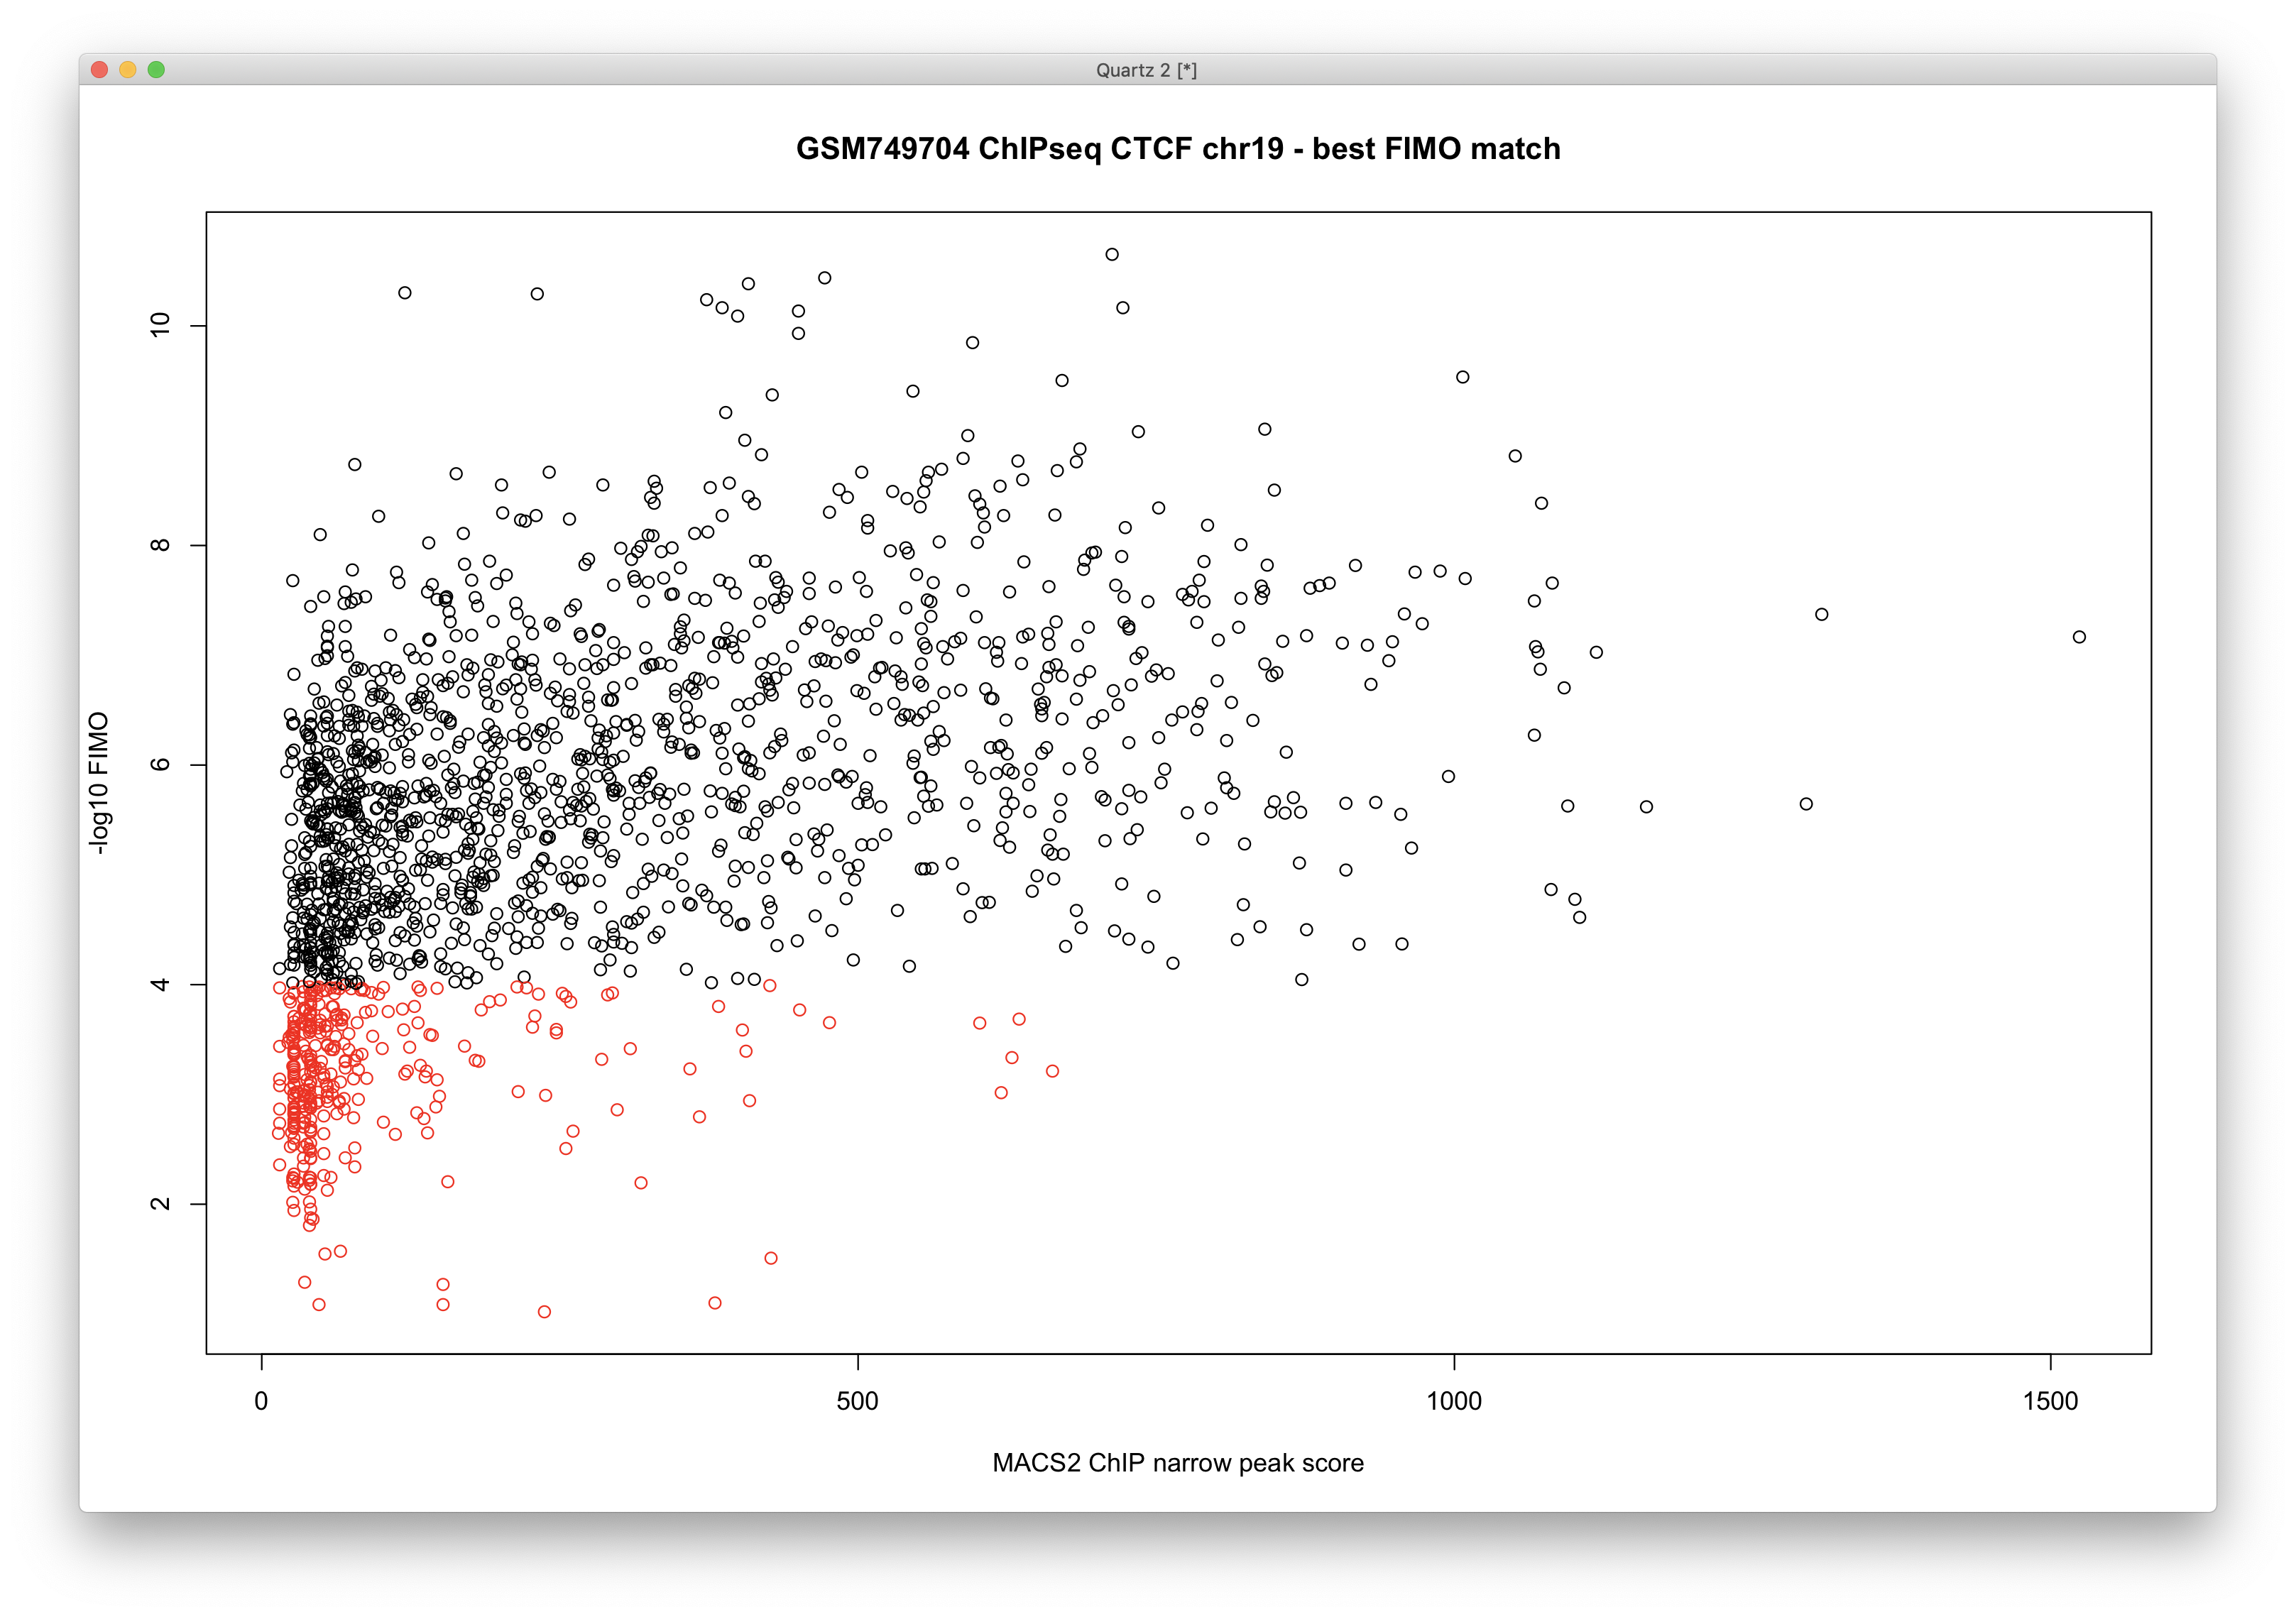 Quartz 2 [*]
GSM749704 ChIPseq CTCF chr19 - best FIMO match
-log10 FIMO
10
8
6
4
2
0 500 1000 1500
MACS2 ChIP narrow peak score